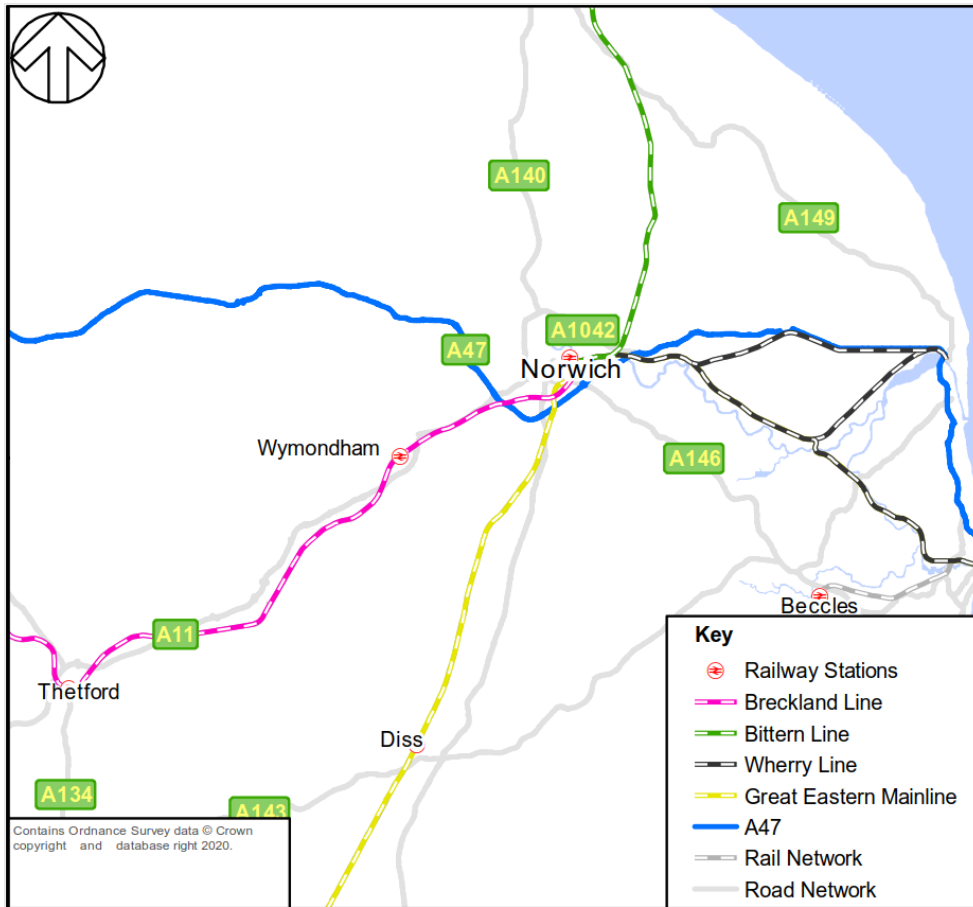 A140
A149
A1042
A47
Norwich
Wymondham
A146
Beccles
A11
Thetford
Diss
A134
A143
Contains Ordnance Survey data © Crown
copyright and database right 2020.
Key
Railway Stations
Breckland Line
Bittern Line
Wherry Line
Great Eastern Mainline
A47
Rail Network
Road Network